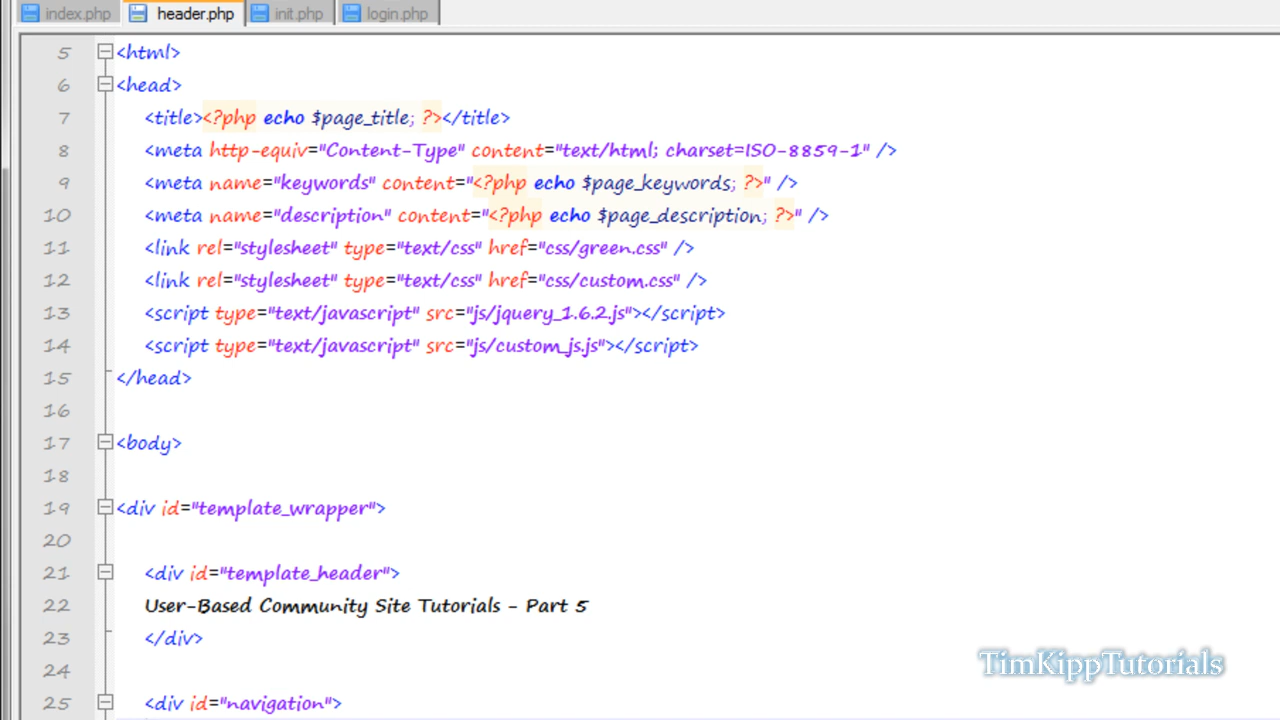 index.php header.php init.php login.php
5 <html>
6 <head>
7 <title><?php echo $page_title; ?></title>
8 <meta http-equiv="Content-Type" content="text/html; charset=ISO-8859-1" />
9 <meta name="keywords" content="<?php echo $page_keywords; ?>" />
10 <meta name="description" content="<?php echo $page_description; ?>" />
11 <link rel="stylesheet" type="text/css" href="css/green.css" />
12 <link rel="stylesheet" type="text/css" href="css/custom.css" />
13 <script type="text/javascript" src="js/jquery_1.6.2.js"></script>
14 <script type="text/javascript" src="js/custom_js.js"></script>
15 </head>
16
17 <body>
18
19 <div id="template_wrapper">
20
21 <div id="template_header">
22 User-Based Community Site Tutorials - Part 5
23 </div>
24
25 <div id="navigation">
TimKippTutorials